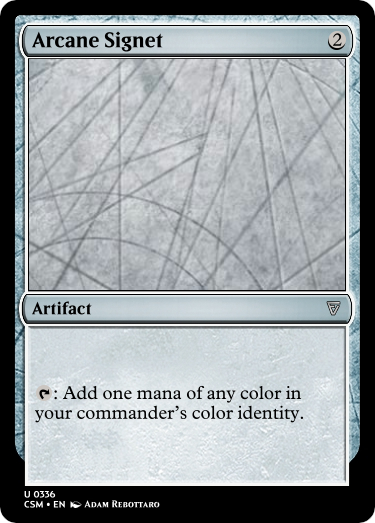 Arcane Signet 2
Artifact
: Add one mana of any color in
your commander's color identity.
U 0336
CSM • EN Adam Rebottaro